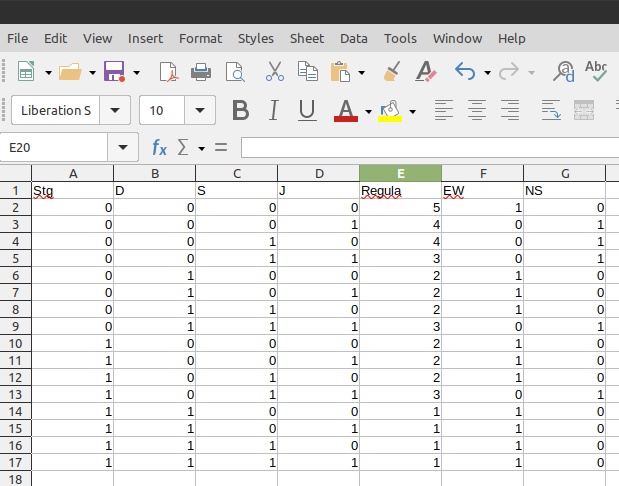 File Edit View Insert Format Styles Sheet Data Tools Window Help
Abc
Liberation S 10 B I U A
E20 fx Σ =
A B C D E F G
1 Stg D S J Regula EW NS
2 0 0 0 0 5 1 0
3 0 0 0 1 4 0 1
4 0 0 1 0 4 0 1
5 0 0 1 1 3 0 1
6 0 1 0 0 2 1 0
7 0 1 0 1 2 1 0
8 0 1 1 0 2 1 0
9 0 1 1 1 3 0 1
10 1 0 0 0 2 1 0
11 1 0 0 1 2 1 0
12 1 0 1 0 2 1 0
13 1 0 1 1 3 0 1
14 1 1 0 0 1 1 0
15 1 1 0 1 1 1 0
16 1 1 1 0 1 1 0
17 1 1 1 1 1 1 0
18